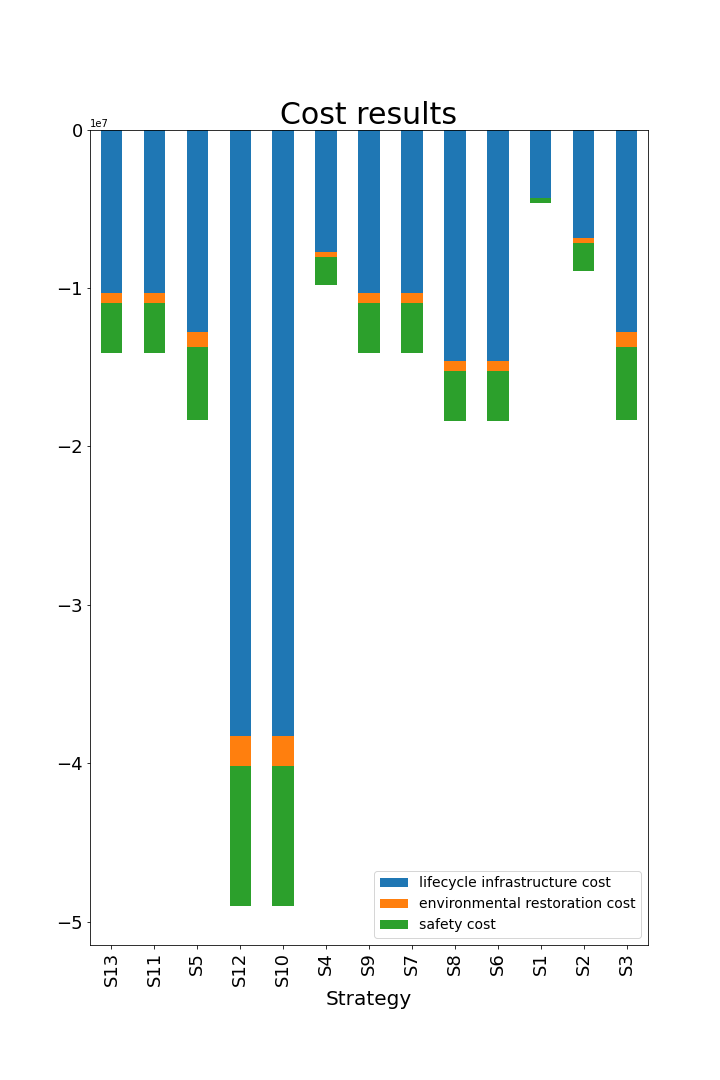 Cost results
1e7
0
−1
−2
−3
−4
−5
lifecycle infrastructure cost
environmental restoration cost
safety cost
S13 S11 S5 S12 S10 S4 S9 S7 S8 S6 S1 S2 S3
Strategy